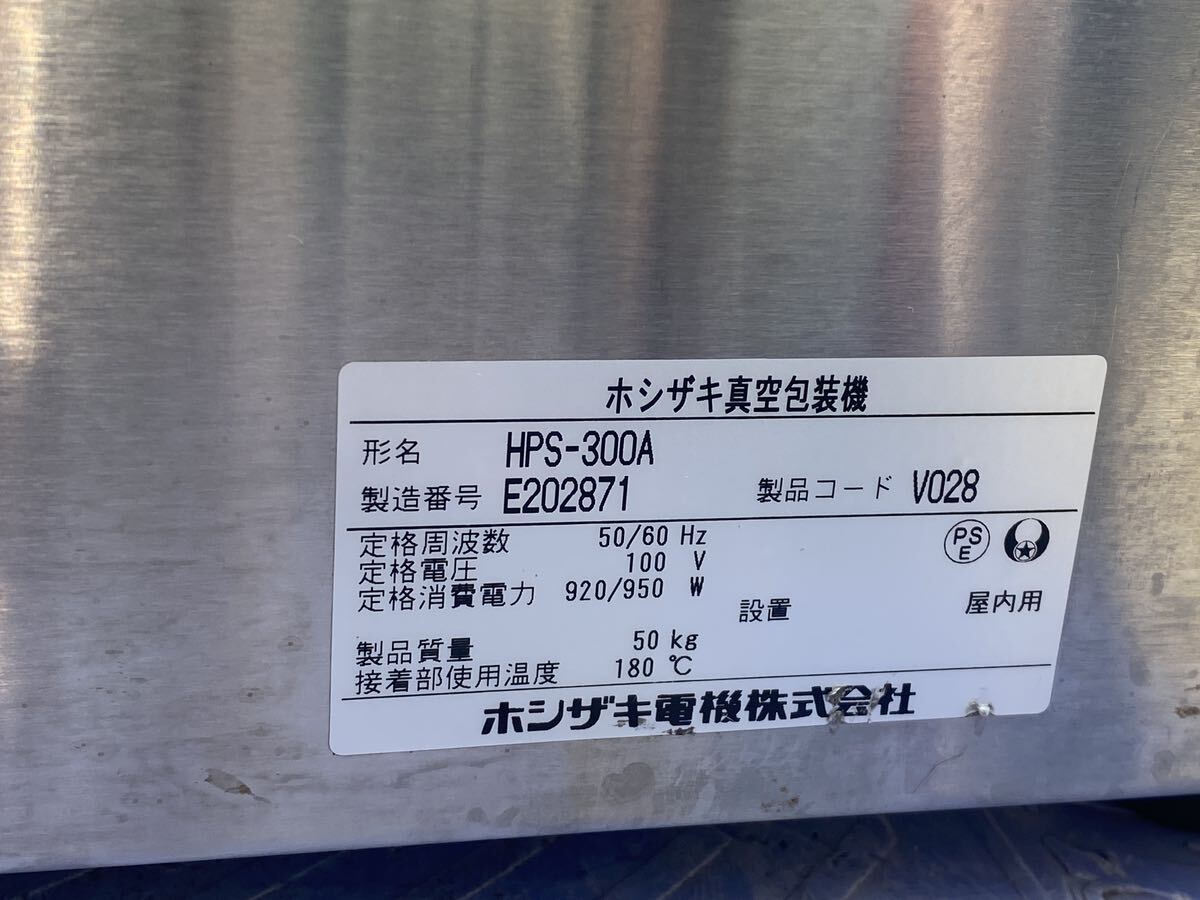 ホシザキ真空包装機
形名 HPS-300A
製造番号 E202871 製品コード V028
定格周波数 50/60 Hz
定格電圧 100 V
定格消費電力 920/950 W
PS
E
設置 屋内用
製品質量 50 kg
接着部使用温度 180 ℃
ホシザキ電機株式会社